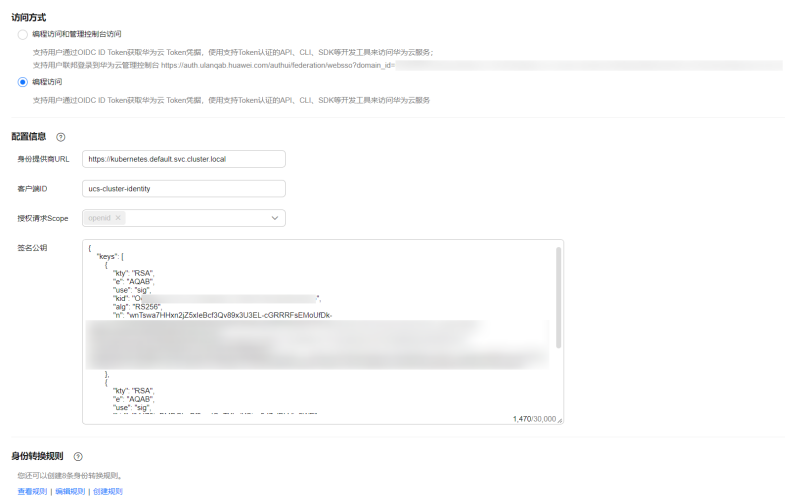 访问方式
编程访问和管理控制台访问
支持用户通过OIDC ID Token获取华为云 Token凭据，使用支持Token认证的API、CLI、SDK等开发工具来访问华为云服务；
支持用户联邦登录到华为云管理控制台 https://auth.ulanqab.huawei.com/authui/federation/websso?domain_id=
编程访问
支持用户通过OIDC ID Token获取华为云 Token凭据，使用支持Token认证的API、CLI、SDK等开发工具来访问华为云服务
配置信息
身份提供商URL https://kubernetes.default.svc.cluster.local
客户端ID ucs-cluster-identity
授权请求Scope openid ×
签名公钥
{
"keys": [
{
"kty": "RSA",
"e": "AQAB",
"use": "sig",
"kid": "O
",
"alg": "RS256",
"n": "wnTswa7HHxn2jZ5xIeBcf3Qv89x3U3EL-cGRRRFsEMoUfDk-
},
{
"kty": "RSA",
"e": "AQAB",
"use": "sig",
1,470/30,000
身份转换规则
您还可以创建8条身份转换规则。
查看规则 | 编辑规则 | 创建规则